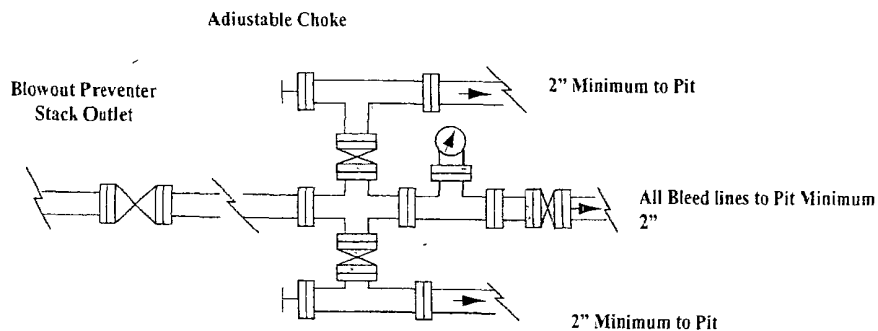 Adiustable Choke
2” Minimum to Pit
Blowout Preventer
Stack Outlet
All Bleed lines to Pit Minimum
2”
2” Minimum to Pit